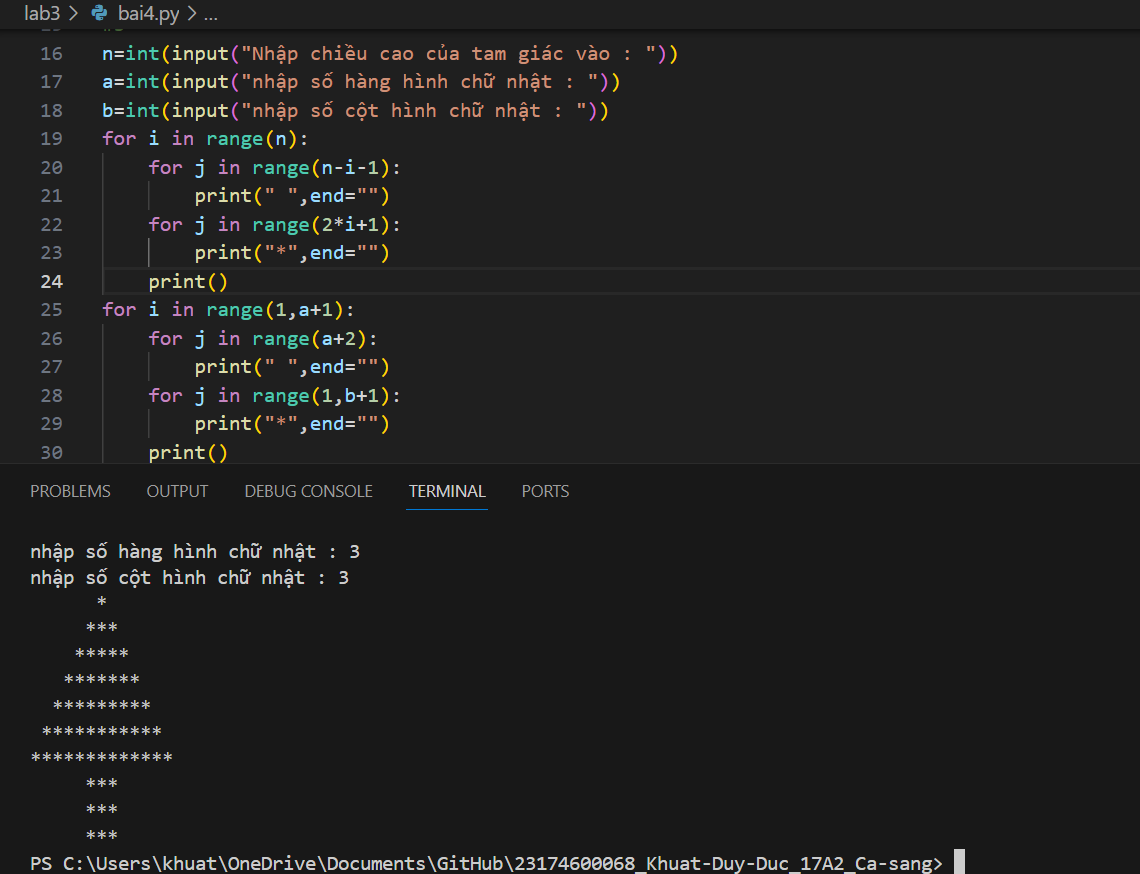 lab3 > bai4.py > ...
16 n=int(input("Nhập chiều cao của tam giác vào : "))
17 a=int(input("nhập số hàng hình chữ nhật : "))
18 b=int(input("nhập số cột hình chữ nhật : "))
19 for i in range(n):
20     for j in range(n-i-1):
21         print(" ",end="")
22     for j in range(2*i+1):
23         print("*",end="")
24     print()
25 for i in range(1,a+1):
26     for j in range(a+2):
27         print(" ",end="")
28     for j in range(1,b+1):
29         print("*",end="")
30     print()
PROBLEMS OUTPUT DEBUG CONSOLE TERMINAL PORTS
nhập số hàng hình chữ nhật : 3
nhập số cột hình chữ nhật : 3
      *
     ***
    *****
   *******
  *********
 ***********
*************
     ***
     ***
     ***
PS C:\Users\khuat\OneDrive\Documents\GitHub\23174600068_Khuat-Duy-Duc_17A2_Ca-sang>